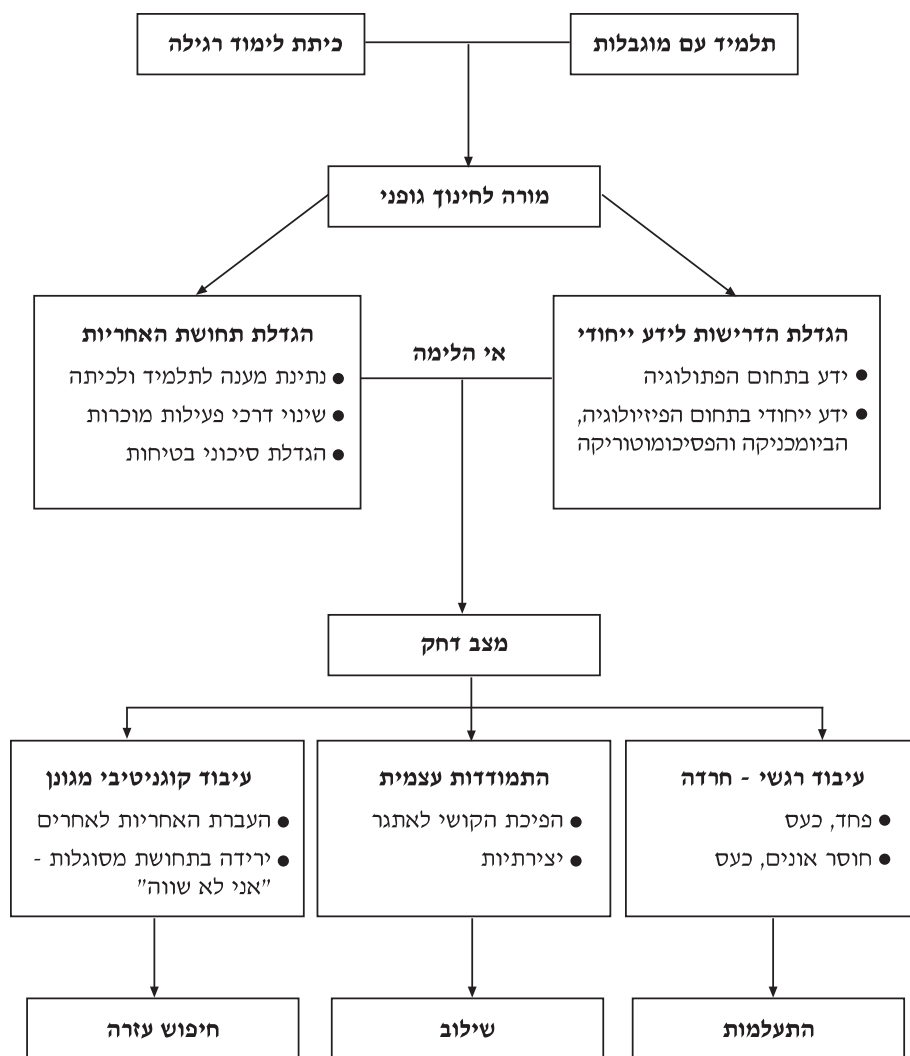 תלמיד עם מוגבלות
כיתת לימוד רגילה
מורה לחינוך גופני
הגדלת הדרישות לידע ייחודי
● ידע בתחום הפתולוגיה
● ידע ייחודי בתחום הפיזיולוגיה,
הביומכניקה והפסיכומוטוריקה
אי הלימה
הגדלת תחושת האחריות
● נתינת מענה לתלמיד ולכיתה
● שינוי דרכי פעילות מוכרות
● הגדלת סיכוני בטיחות
מצב דחק
עיבוד רגשי - חרדה
● פחד, כעס
● חוסר אונים, כעס
התמודדות עצמית
● הפיכת הקושי לאתגר
● יצירתיות
עיבוד קוגניטיבי מגונן
● העברת האחריות לאחרים
● ירידה בתחושת מסוגלות -
"אני לא שווה"
התעלמות
שילוב
חיפוש עזרה